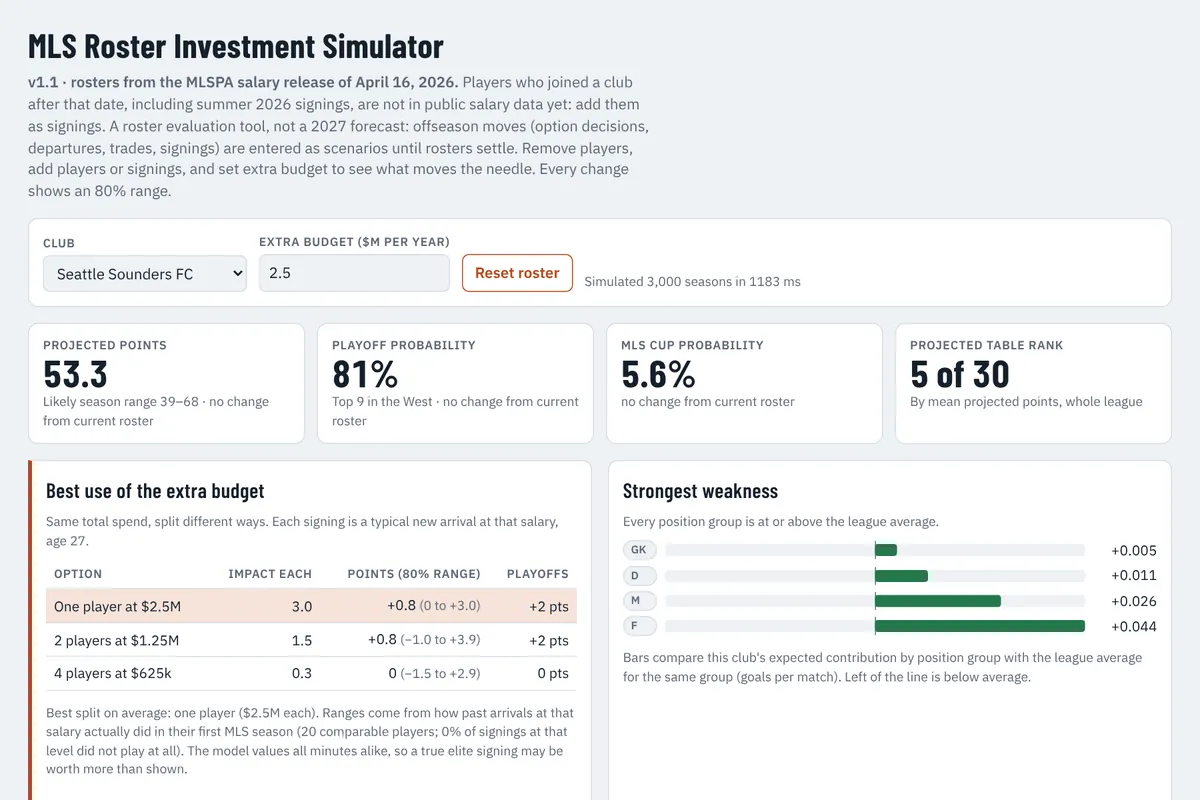 MLS Roster Investment Simulator
v1.1 · rosters from the MLSPA salary release of April 16, 2026. Players who joined a club
after that date, including summer 2026 signings, are not in public salary data yet: add them
as signings. A roster evaluation tool, not a 2027 forecast: offseason moves (option decisions,
departures, trades, signings) are entered as scenarios until rosters settle. Remove players,
add players or signings, and set extra budget to see what moves the needle. Every change
shows an 80% range.
CLUB
EXTRA BUDGET ($M PER YEAR)
Seattle Sounders FC
2.5
Reset roster
Simulated 3,000 seasons in 1183 ms
PROJECTED POINTS
53.3
Likely season range 39–68 · no change
from current roster
PLAYOFF PROBABILITY
81%
Top 9 in the West · no change from current
roster
MLS CUP PROBABILITY
5.6%
no change from current roster
PROJECTED TABLE RANK
5 of 30
By mean projected points, whole league
Best use of the extra budget
Same total spend, split different ways. Each signing is a typical new arrival at that salary,
age 27.
OPTION IMPACT EACH POINTS (80% RANGE) PLAYOFFS
One player at $2.5M 3.0 +0.8 (0 to +3.0) +2 pts
2 players at $1.25M 1.5 +0.8 (−1.0 to +3.9) +2 pts
4 players at $625k 0.3 0 (−1.5 to +2.9) 0 pts
Best split on average: one player ($2.5M each). Ranges come from how past arrivals at that
salary actually did in their first MLS season (20 comparable players; 0% of signings at that
level did not play at all). The model values all minutes alike, so a true elite signing may be
worth more than shown.
Strongest weakness
Every position group is at or above the league average.
GK +0.005
D +0.011
M +0.026
F +0.044
Bars compare this club's expected contribution by position group with the league average
for the same group (goals per match). Left of the line is below average.